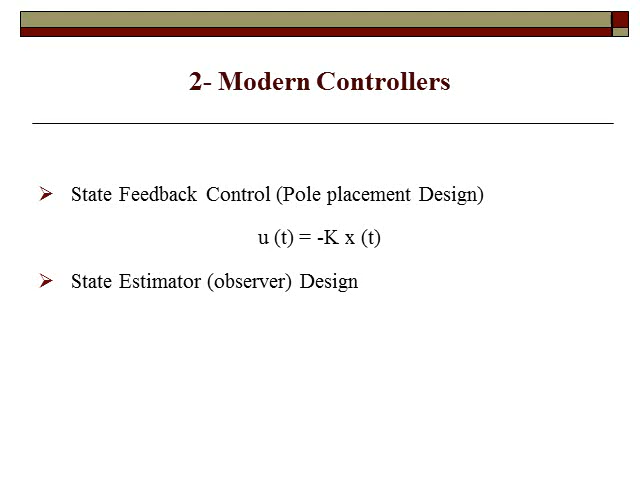 2- Modern Controllers
State Feedback Control (Pole placement Design)
u (t) = -K x (t)
State Estimator (observer) Design